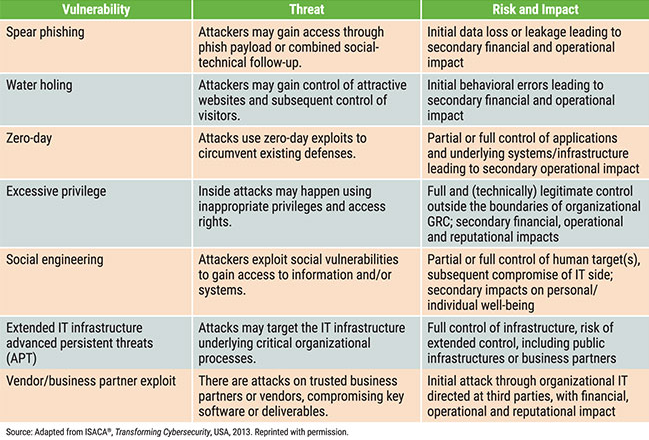 Vulnerability Threat Risk and Impact
Spear phishing
Attackers may gain access through
phish payload or combined social-
technical follow-up.
Initial data loss or leakage leading to
secondary financial and operational
impact
Water holing
Attackers may gain control of attractive
websites and subsequent control of
visitors.
Initial behavioral errors leading to
secondary financial and operational
impact
Zero-day
Attacks use zero-day exploits to
circumvent existing defenses.
Partial or full control of applications
and underlying systems/infrastructure
leading to secondary operational impact
Excessive privilege
Inside attacks may happen using
inappropriate privileges and access
rights.
Full and (technically) legitimate control
outside the boundaries of organizational
GRC; secondary financial, operational
and reputational impacts
Social engineering
Attackers exploit social vulnerabilities
to gain access to information and/or
systems.
Partial or full control of human target(s),
subsequent compromise of IT side;
secondary impacts on personal/
individual well-being
Extended IT infrastructure
advanced persistent threats
(APT)
Attacks may target the IT infrastructure
underlying critical organizational
processes.
Full control of infrastructure, risk of
extended control, including public
infrastructures or business partners
Vendor/business partner exploit
There are attacks on trusted business
partners or vendors, compromising key
software or deliverables.
Initial attack through organizational IT
directed at third parties, with financial,
operational and reputational impact
Source: Adapted from ISACA®, Transforming Cybersecurity, USA, 2013. Reprinted with permission.